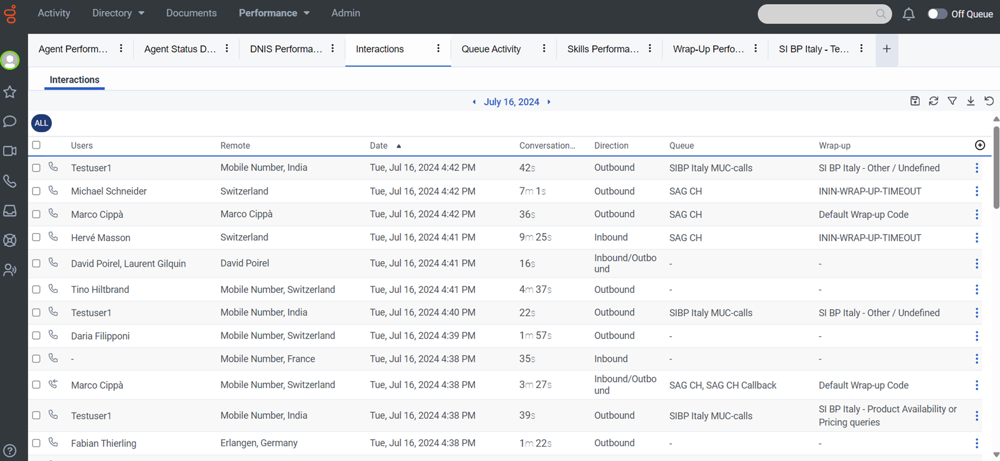 Activity Directory Documents Performance Admin Off Queue
Agent Perform... Agent Status D... DNIS Performa... Interactions Queue Activity Skills Performa... Wrap-Up Perfo... SI BP Italy - Te... +
Interactions
July 16, 2024
ALL
Users Remote Date Conversation... Direction Queue Wrap-up
Testuser1 Mobile Number, India Tue, Jul 16, 2024 4:42 PM 42s Outbound SIBP Italy MUC-calls SI BP Italy - Other / Undefined
Michael Schneider Switzerland Tue, Jul 16, 2024 4:42 PM 7m 1s Outbound SAG CH ININ-WRAP-UP-TIMEOUT
Marco Cippà Marco Cippà Tue, Jul 16, 2024 4:42 PM 36s Outbound SAG CH Default Wrap-up Code
Hervé Masson Switzerland Tue, Jul 16, 2024 4:41 PM 9m 25s Inbound SAG CH ININ-WRAP-UP-TIMEOUT
David Poirel, Laurent Gilquin David Poirel Tue, Jul 16, 2024 4:41 PM 16s Inbound/Outbo - -
und
Tino Hiltbrand Mobile Number, Switzerland Tue, Jul 16, 2024 4:41 PM 4m 37s Outbound - -
Testuser1 Mobile Number, India Tue, Jul 16, 2024 4:40 PM 22s Outbound SIBP Italy MUC-calls SI BP Italy - Other / Undefined
Daria Filipponi Mobile Number, Switzerland Tue, Jul 16, 2024 4:39 PM 1m 57s Outbound - -
- Mobile Number, France Tue, Jul 16, 2024 4:38 PM 35s Inbound - -
Marco Cippà Mobile Number, Switzerland Tue, Jul 16, 2024 4:38 PM 3m 27s Inbound/Outbo SAG CH, SAG CH Callback Default Wrap-up Code
und
Testuser1 Mobile Number, India Tue, Jul 16, 2024 4:38 PM 39s Outbound SIBP Italy MUC-calls SI BP Italy - Product Availability or
Pricing queries
Fabian Thierling Erlangen, Germany Tue, Jul 16, 2024 4:38 PM 1m 22s Outbound - -